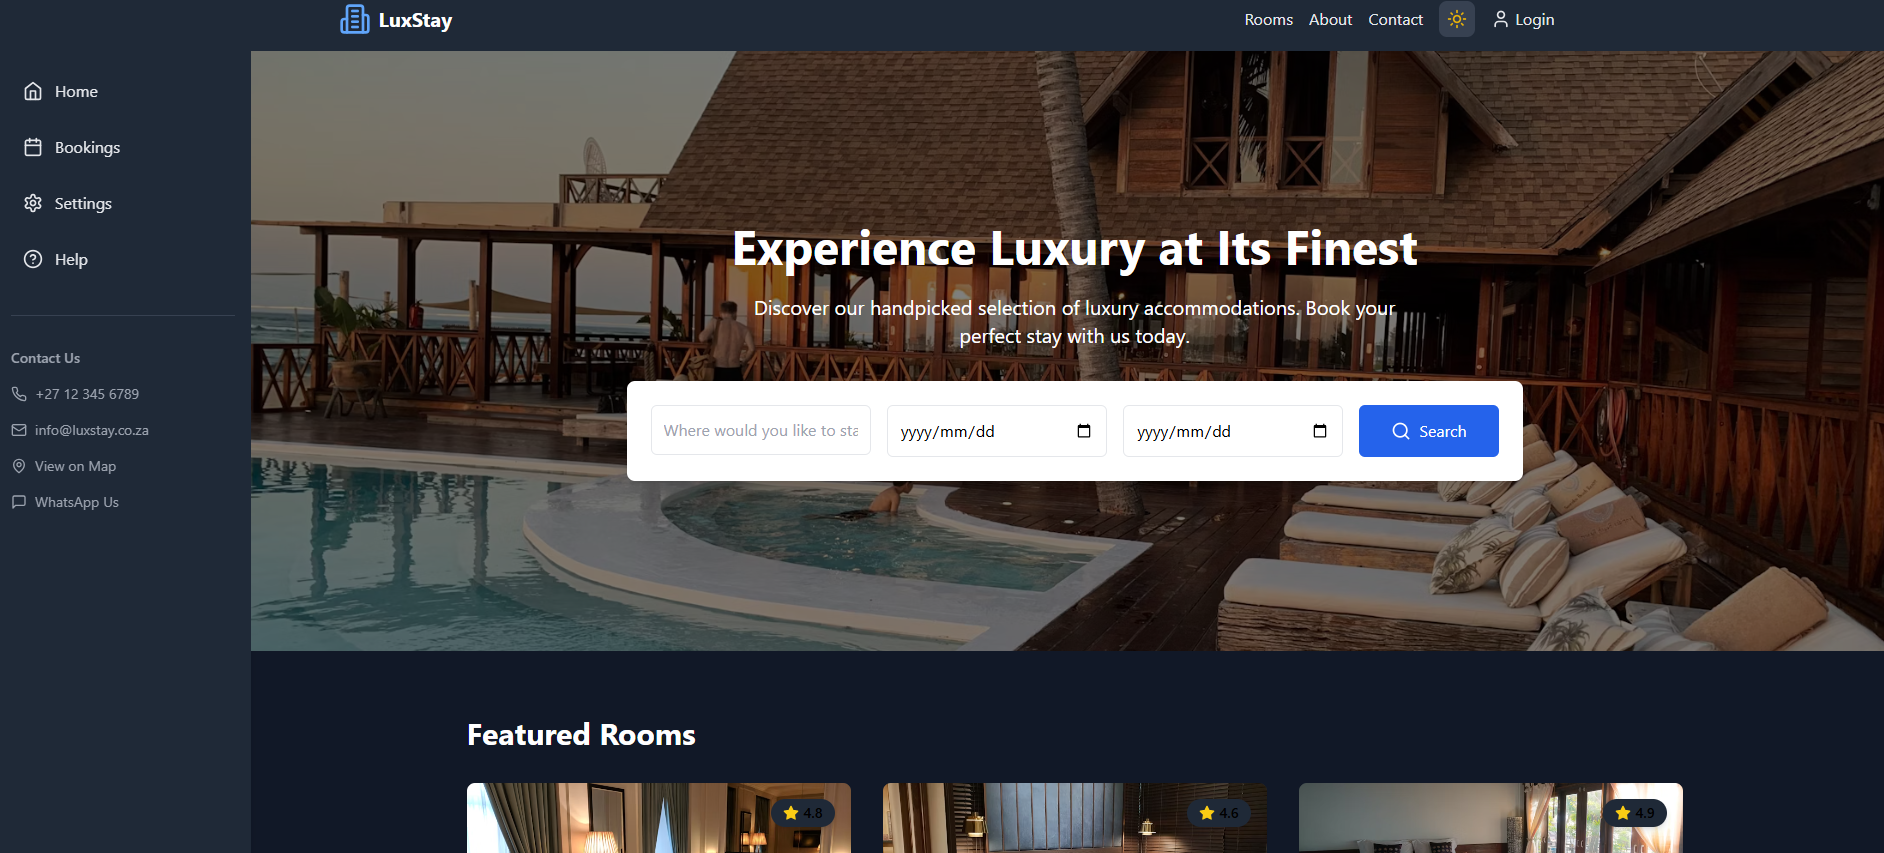 LuxStay
Rooms
About
Contact
Login
Home
Bookings
Settings
Help
Contact Us
+27 12 345 6789
info@luxstay.co.za
View on Map
WhatsApp Us
Experience Luxury at Its Finest
Discover our handpicked selection of luxury accommodations. Book your
perfect stay with us today.
Where would you like to sta
yyyy/mm/dd
yyyy/mm/dd
Search
Featured Rooms
4.8
4.6
4.9